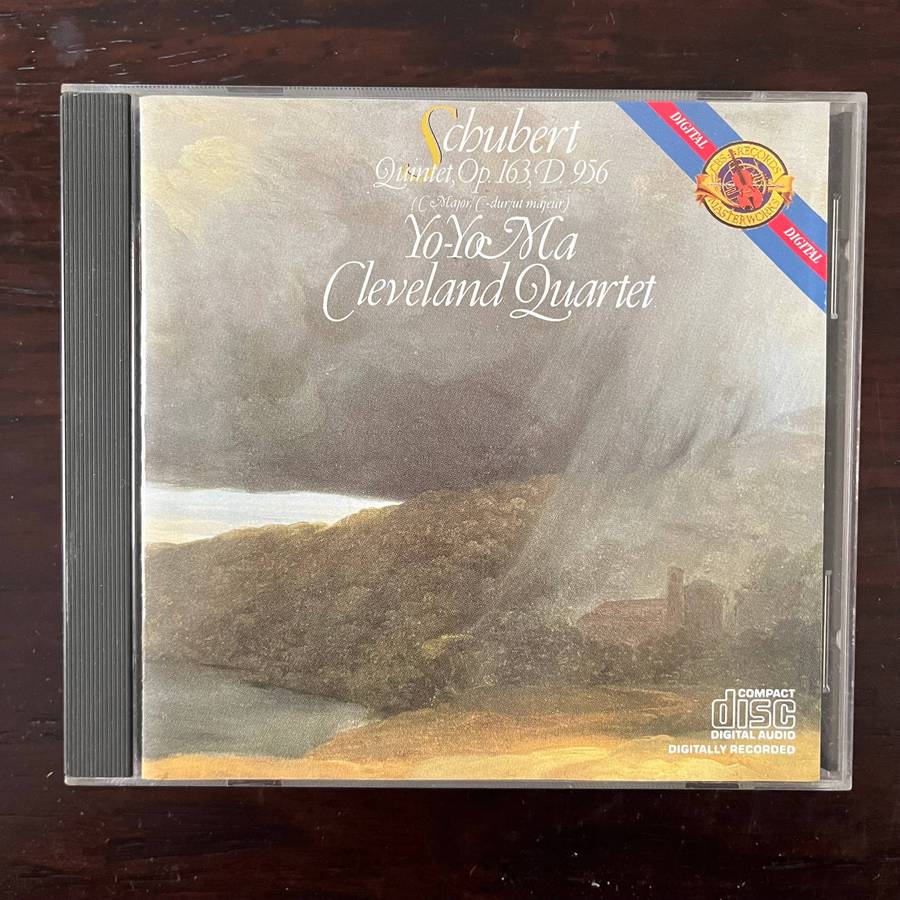 Schubert
Quintet, Op. 163, D 956
(C Major, C-dur/ut majeur)
Yo-Yo Ma
Cleveland Quartet
DIGITAL
CBS RECORDS
MASTERWORKS
DIGITAL
COMPACT
disc
DIGITAL AUDIO
DIGITALLY RECORDED